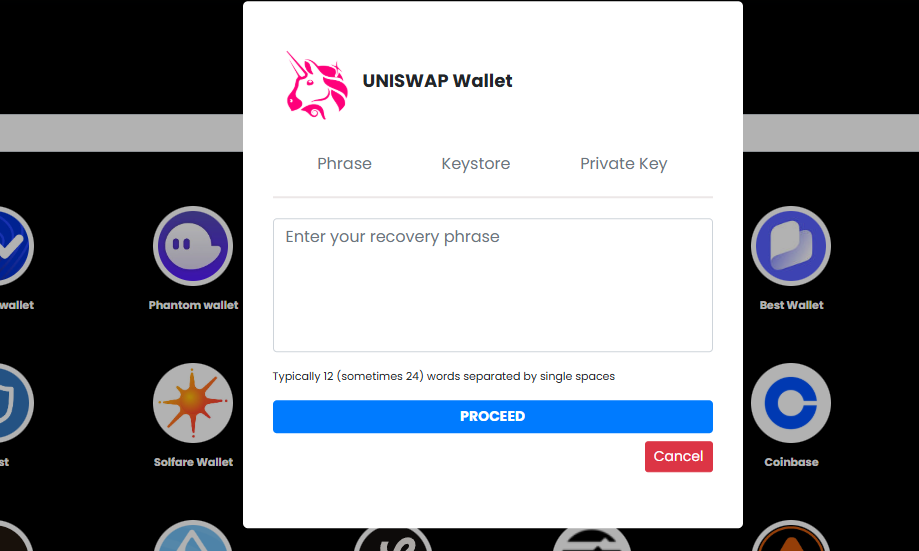 UNISWAP Wallet
Phrase Keystore Private Key
Enter your recovery phrase
wallet Phantom wallet Best Wallet
Typically 12 (sometimes 24) words separated by single spaces
PROCEED
Cancel
st Solfare Wallet Coinbase